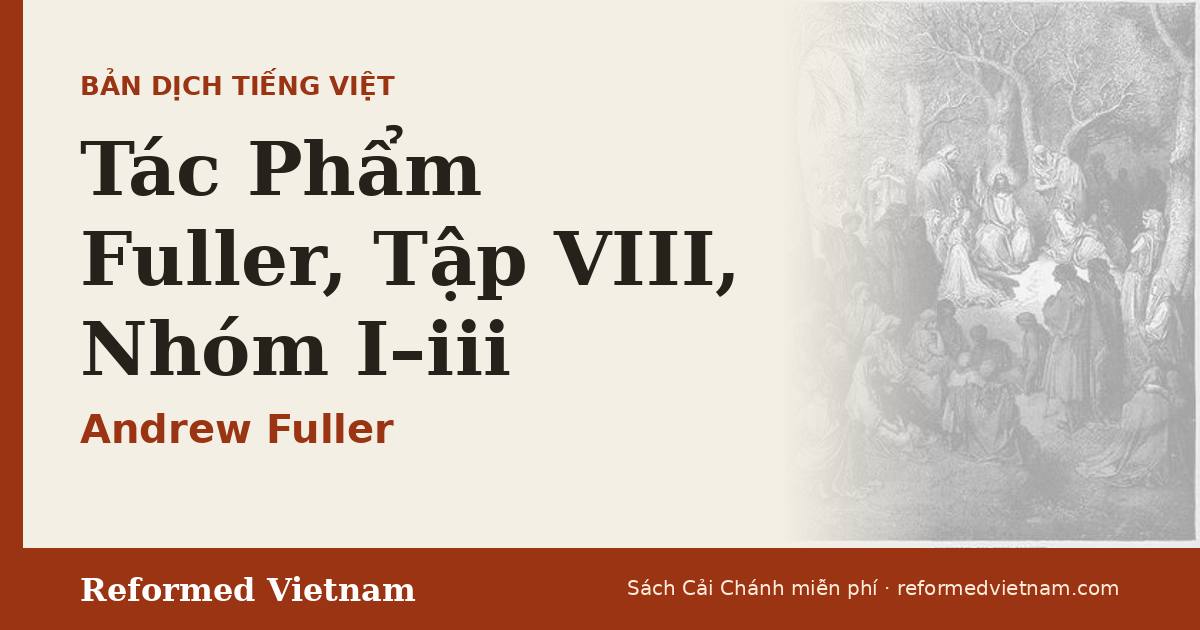 BẢN DỊCH TIẾNG VIỆT
Tác Phẩm
Fuller, Tập VIII,
Nhóm I–iii
Andrew Fuller
Reformed Vietnam
Sách Cải Chánh miễn phí · reformedvietnam.com